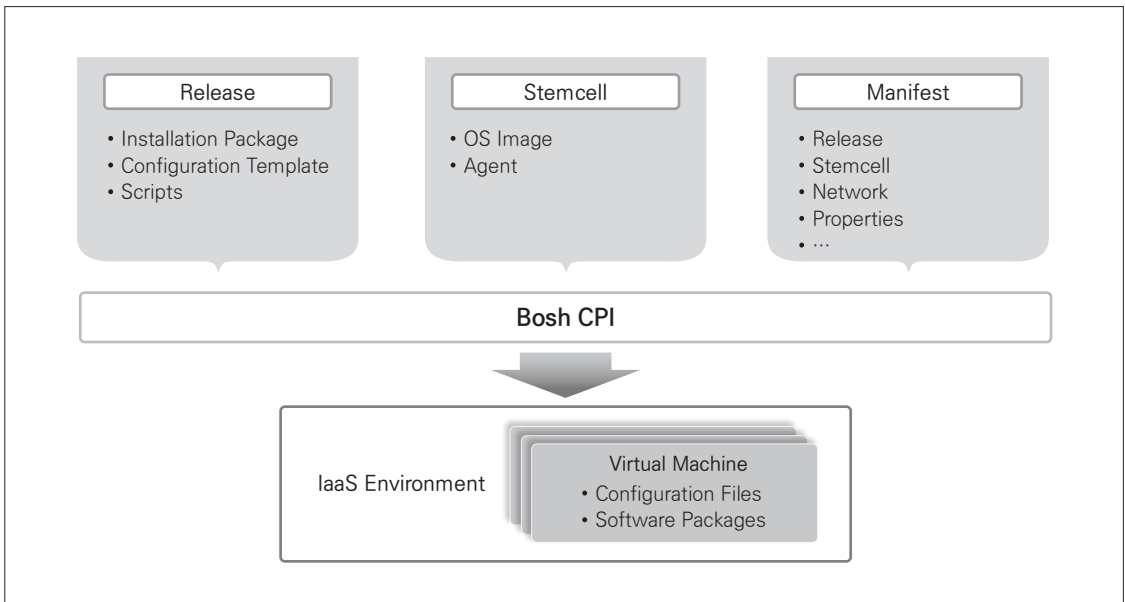 Release
• Installation Package
• Configuration Template
• Scripts
Stemcell
• OS Image
• Agent
Manifest
• Release
• Stemcell
• Network
• Properties
• ⋯
Bosh CPI
IaaS Environment
Virtual Machine
• Configuration Files
• Software Packages